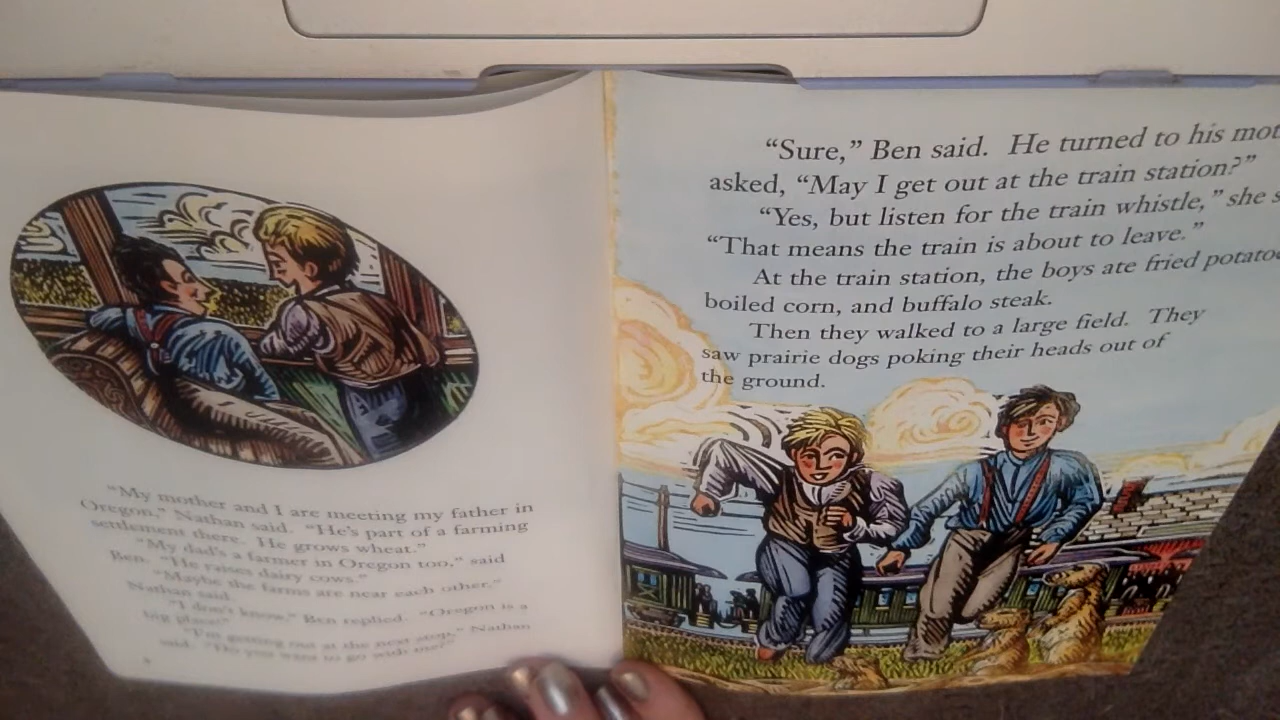 “My mother and I are meeting my father in
Oregon,” Nathan said. “He’s part of a farming
settlement there. He grows wheat.”
“My dad’s a farmer in Oregon too,” said
Ben. “He raises dairy cows.”
“Maybe the farms are near each other,”
Nathan said.
“I don’t know,” Ben replied. “Oregon is a
big place!”
“I’m getting out at the next stop,” Nathan
said. “Do you want to go with me?”
“Sure,” Ben said. He turned to his
asked, “May I get out at the train station?”
“Yes, but listen for the train whistle,” she
“That means the train is about to leave.”
At the train station, the boys ate fried
boiled corn, and buffalo steak.
Then they walked to a large field. They
saw prairie dogs poking their heads out of
the ground.